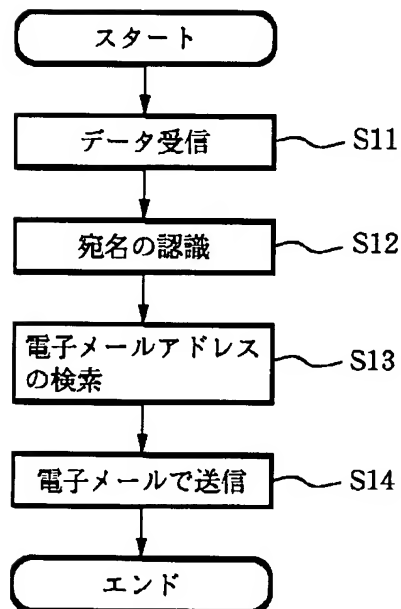 スタート
データ受信
S11
宛名の認識
S12
電子メールアドレス
の検索
S13
電子メールで送信
S14
エンド